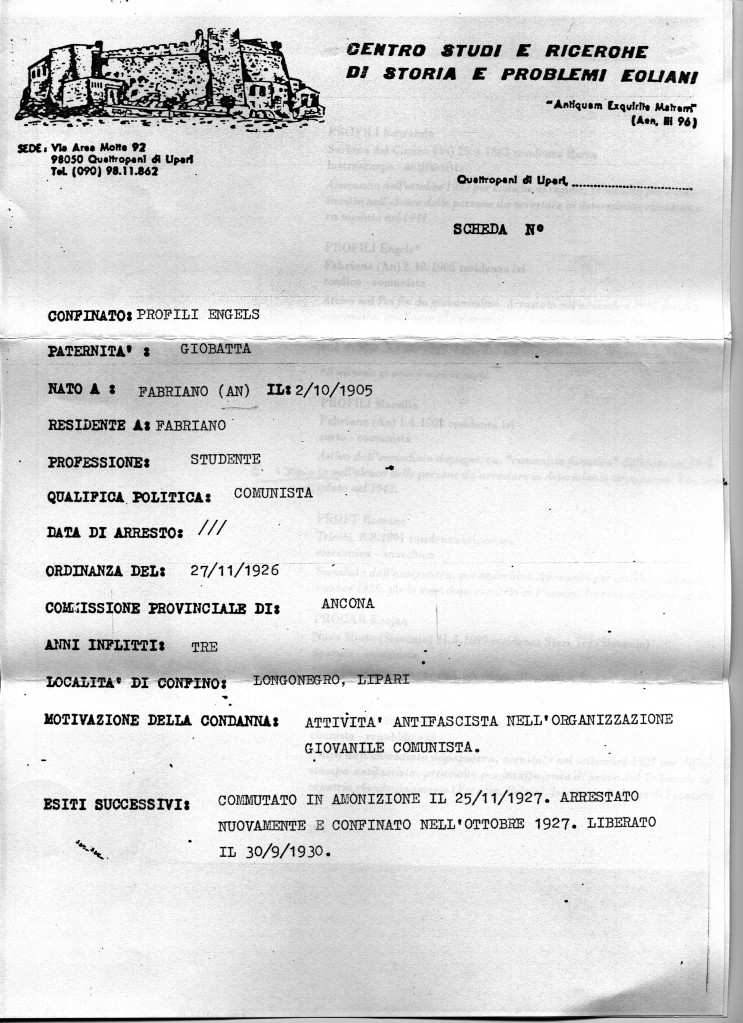 CENTRO STUDI E RICERCHE
DI STORIA E PROBLEMI EOLIANI
"Antiquam Exquirite Matrem"
(Aen. III 96)
SEDE: Via Area Motte 92
98050 Quattropani di Lipari
Tel. (090) 98.11.862
Quattropani di Lipari,
SCHEDA N°
PROFILI Engels
CONFINATO: PROFILI ENGELS
PATERNITA' : GIOBATTA
NATO A : FABRIANO (AN) IL: 2/10/1905
RESIDENTE A: FABRIANO
PROFESSIONE: STUDENTE
QUALIFICA POLITICA: COMUNISTA
DATA DI ARRESTO: ///
ORDINANZA DEL: 27/11/1926
COMMISSIONE PROVINCIALE DI: ANCONA
ANNI INFLITTI: TRE
LOCALITA' DI CONFINO: LONGONEGRO, LIPARI
MOTIVAZIONE DELLA CONDANNA: ATTIVITA' ANTIFASCISTA NELL'ORGANIZZAZIONE
GIOVANILE COMUNISTA.
ESITI SUCCESSIVI: COMMUTATO IN AMONIZIONE IL 25/11/1927. ARRESTATO
NUOVAMENTE E CONFINATO NELL'OTTOBRE 1927. LIBERATO
IL 30/9/1930.